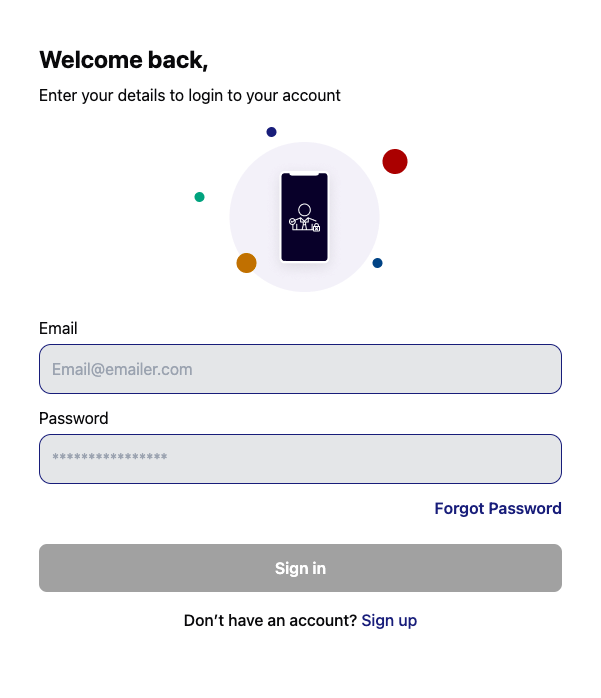 Welcome back,
Enter your details to login to your account
Email
Email@emailer.com
Password
****************
Forgot Password
Sign in
Don’t have an account? Sign up